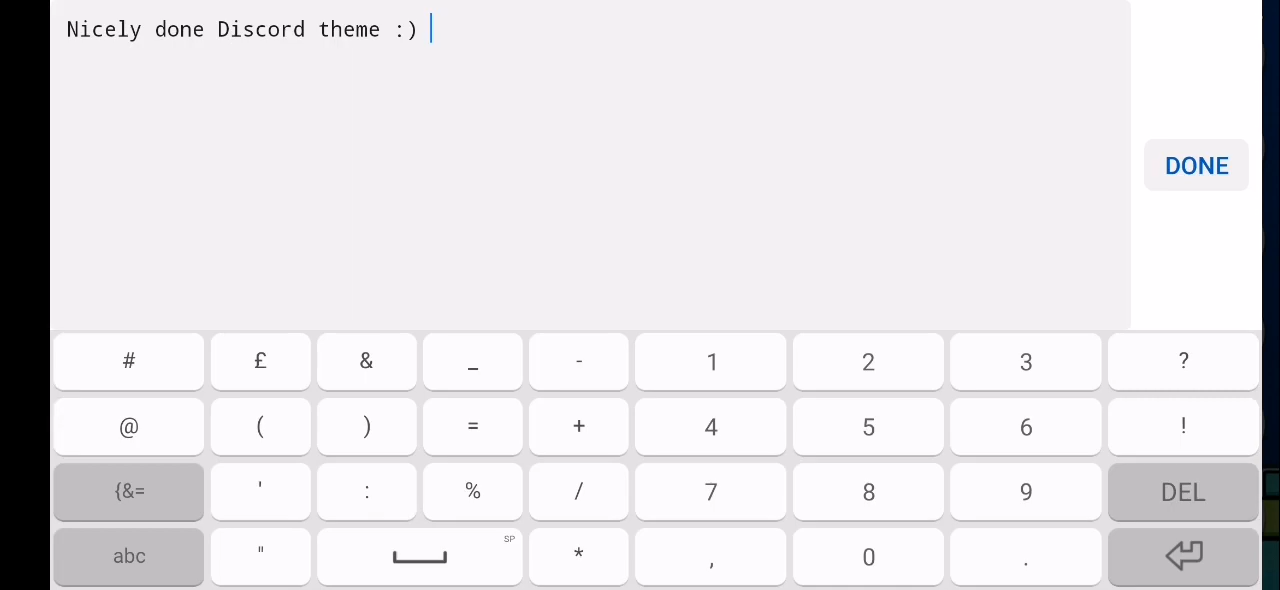 Nicely done Discord theme :)
DONE
# £ & _ - 1 2 3 ?
@ ( ) = + 4 5 6 !
{&= ' : % / 7 8 9 DEL
abc " SP * , 0 .